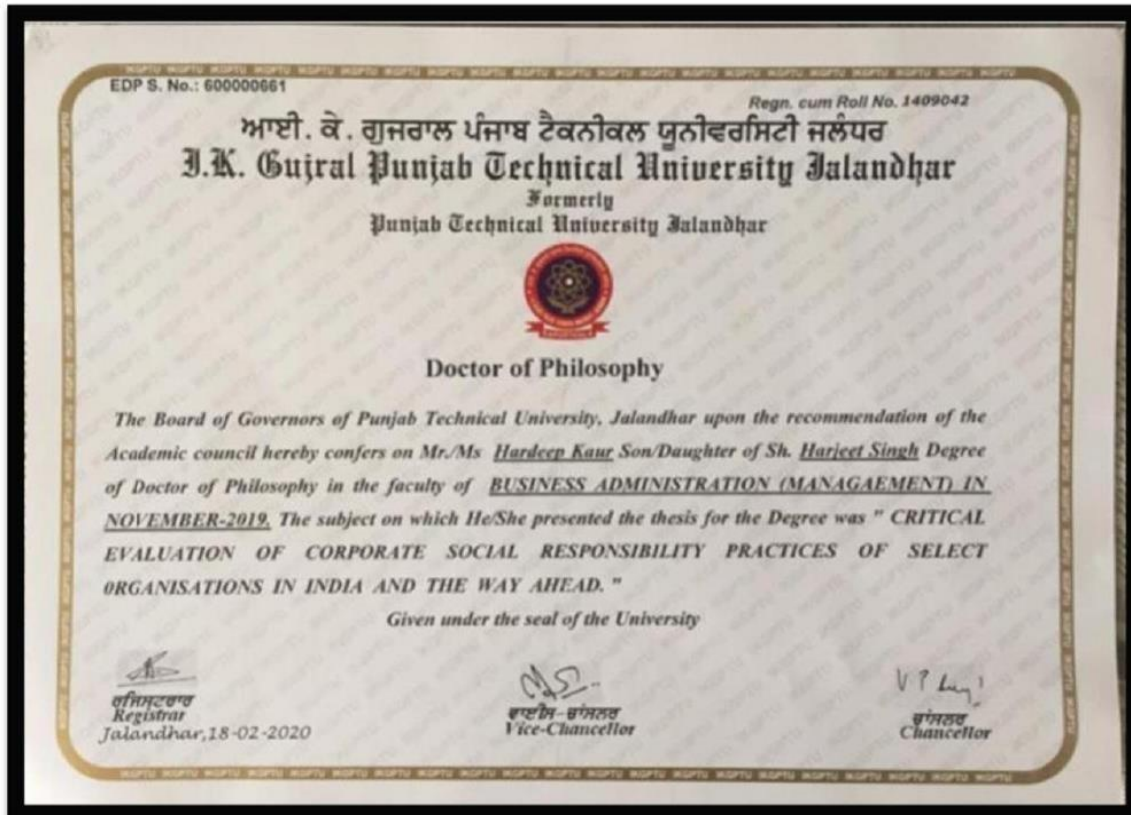 EDP S. No.: 600000661
Regn. cum Roll No. 1409042
ਆਈ. ਕੇ. ਗੁਜਰਾਲ ਪੰਜਾਬ ਟੈਕਨੀਕਲ ਯੂਨੀਵਰਸਿਟੀ ਜਲੰਧਰ
I.K. Gujral Punjab Technical University Jalandhar
Formerly
Punjab Technical University Jalandhar
Doctor of Philosophy
The Board of Governors of Punjab Technical University, Jalandhar upon the recommendation of the
Academic council hereby confers on Mr./Ms Hardeep Kaur Son/Daughter of Sh. Harjeet Singh Degree
of Doctor of Philosophy in the faculty of BUSINESS ADMINISTRATION (MANAGAEMENT) IN
NOVEMBER-2019. The subject on which He/She presented the thesis for the Degree was " CRITICAL
EVALUATION OF CORPORATE SOCIAL RESPONSIBILITY PRACTICES OF SELECT
0RGANISATIONS IN INDIA AND THE WAY AHEAD. "
Given under the seal of the University
ਰਜਿਸਟਰਾਰ
Registrar
Jalandhar,18-02-2020
ਵਾਈਸ-ਚਾਂਸਲਰ
Vice-Chancellor
ਚਾਂਸਲਰ
Chancellor